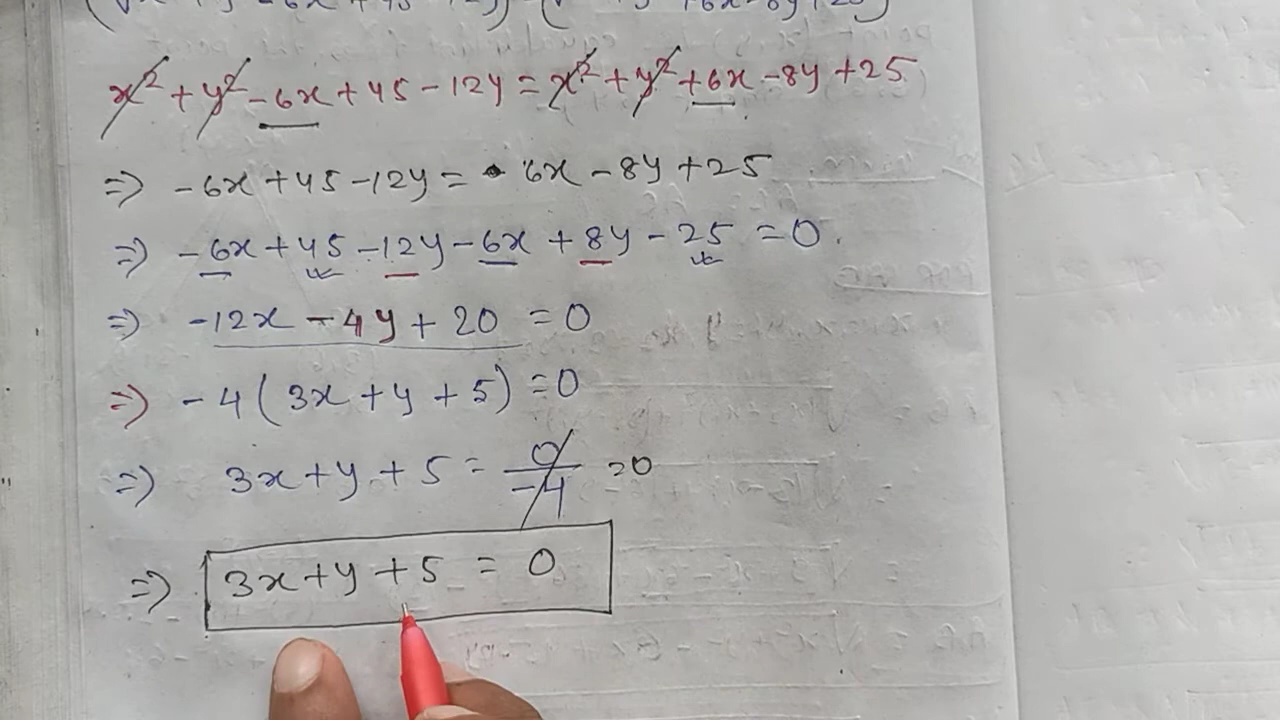 x² + y² - 6x + 45 - 12y = x² + y² + 6x - 8y + 25
⇒ -6x + 45 - 12y = 6x - 8y + 25
⇒ -6x + 45 - 12y - 6x + 8y - 25 = 0.
⇒ -12x - 4y + 20 = 0
⇒ -4(3x + y + 5) = 0
⇒ 3x + y + 5 = 0/-4 = 0
⇒ 3x + y + 5 = 0